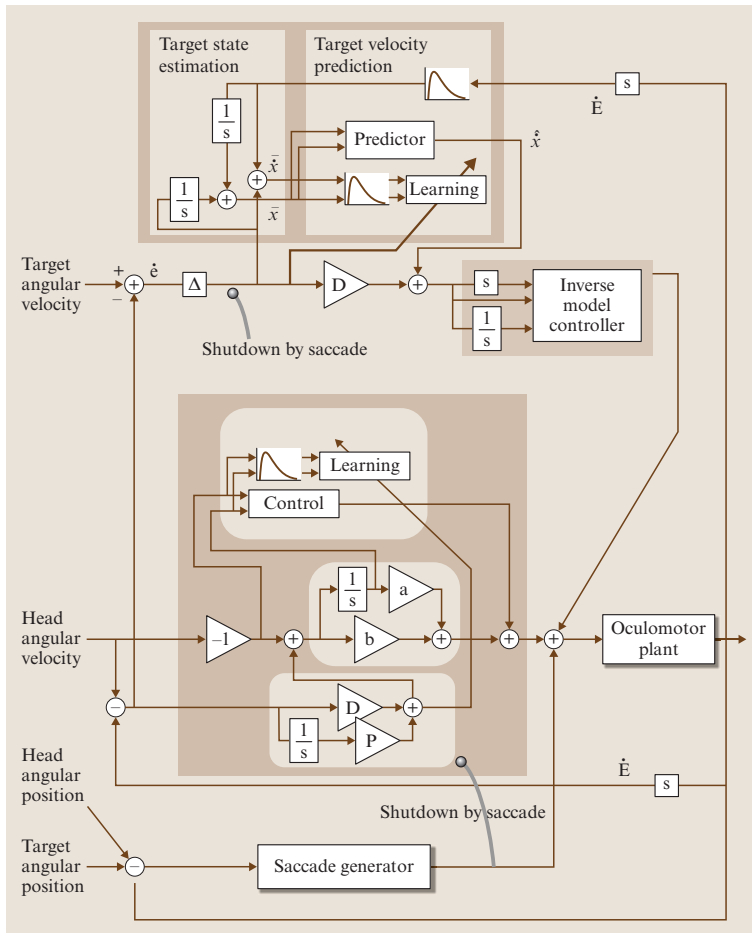 Target state
estimation
Target velocity
prediction
s
Ė
1
s
Predictor
x̂̇
x̄̇
+
Learning
1
s
+
x̄
Target
angular
velocity
+
−
+
ė
Δ
D
+
s
1
s
Inverse
model
controller
Shutdown by saccade
Learning
Control
1
s
a
Head
angular
velocity
–1
+
b
+
+
+
Oculomotor
plant
−
D
+
1
s
P
Head
angular
position
Ė
s
Shutdown by saccade
Target
angular
position
−
Saccade generator